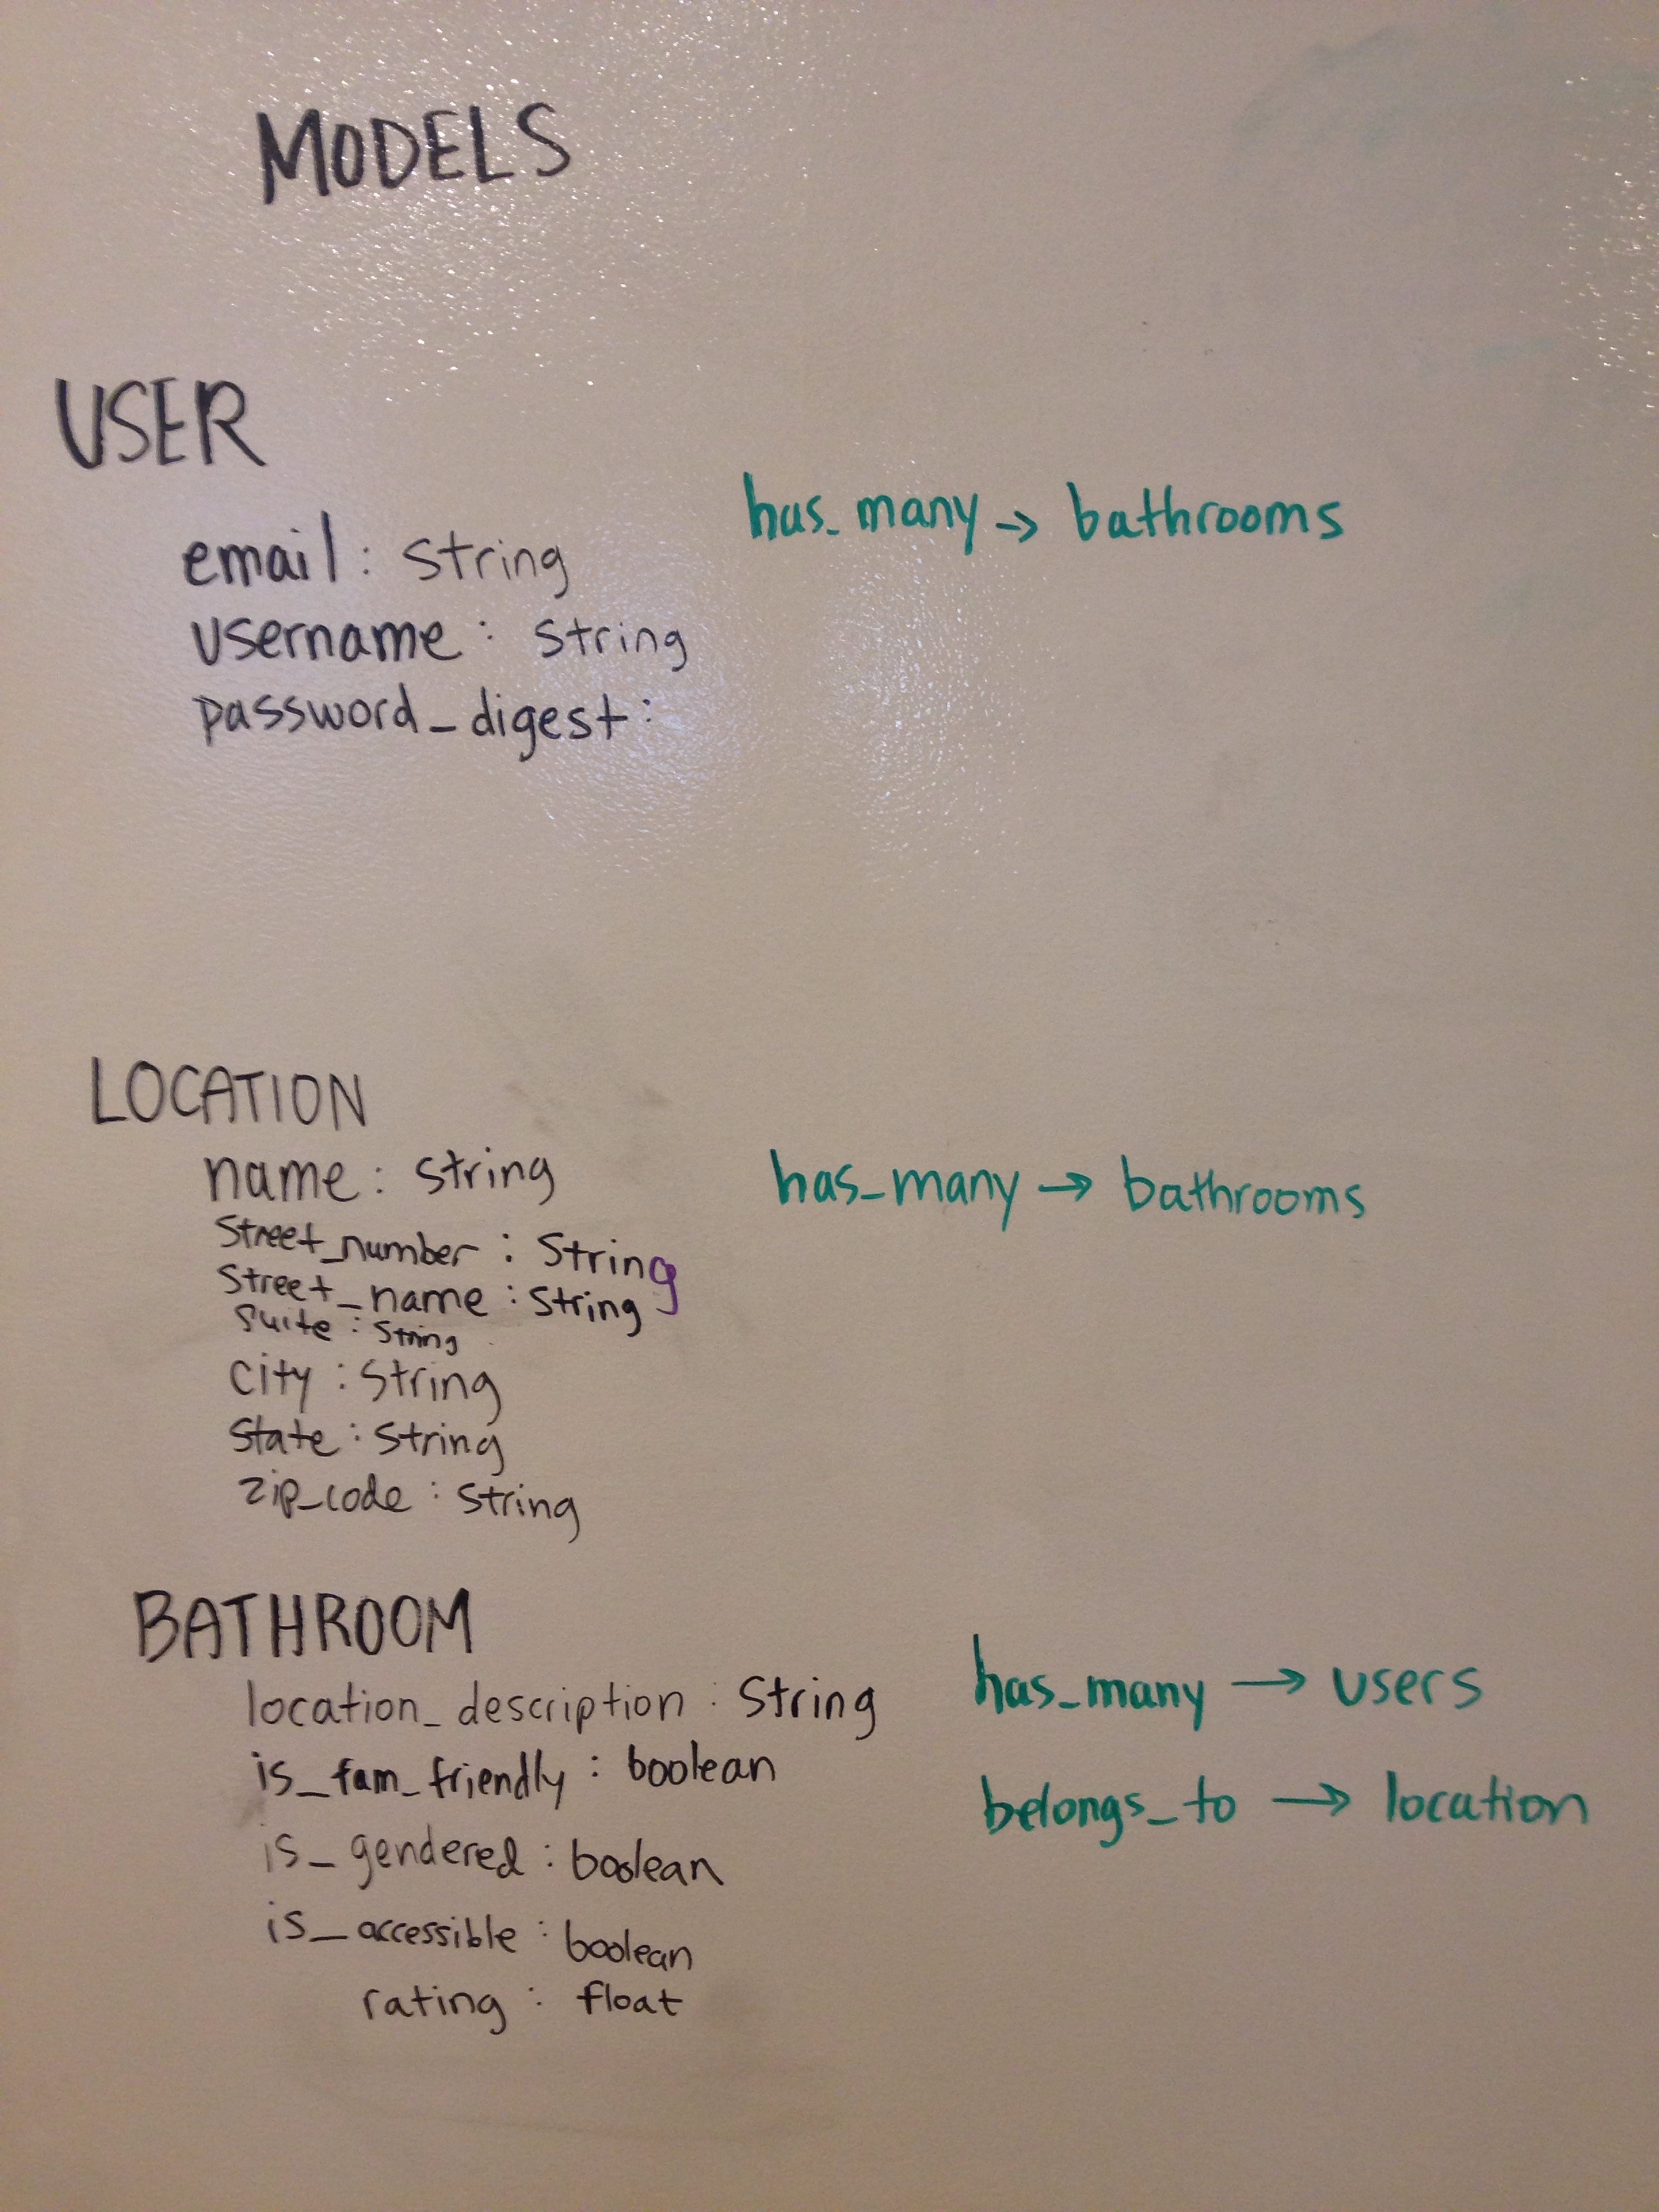 MODELS
USER
has_many → bathrooms
email: string
username: string
password_digest:
LOCATION
name: string
has_many → bathrooms
street_number: string
street_name: string
suite: string
city: string
state: string
zip_code: string
BATHROOM
location_description: string
has_many → users
is_fam_friendly: boolean
belongs_to → location
is_gendered: boolean
is_accessible: boolean
rating: float